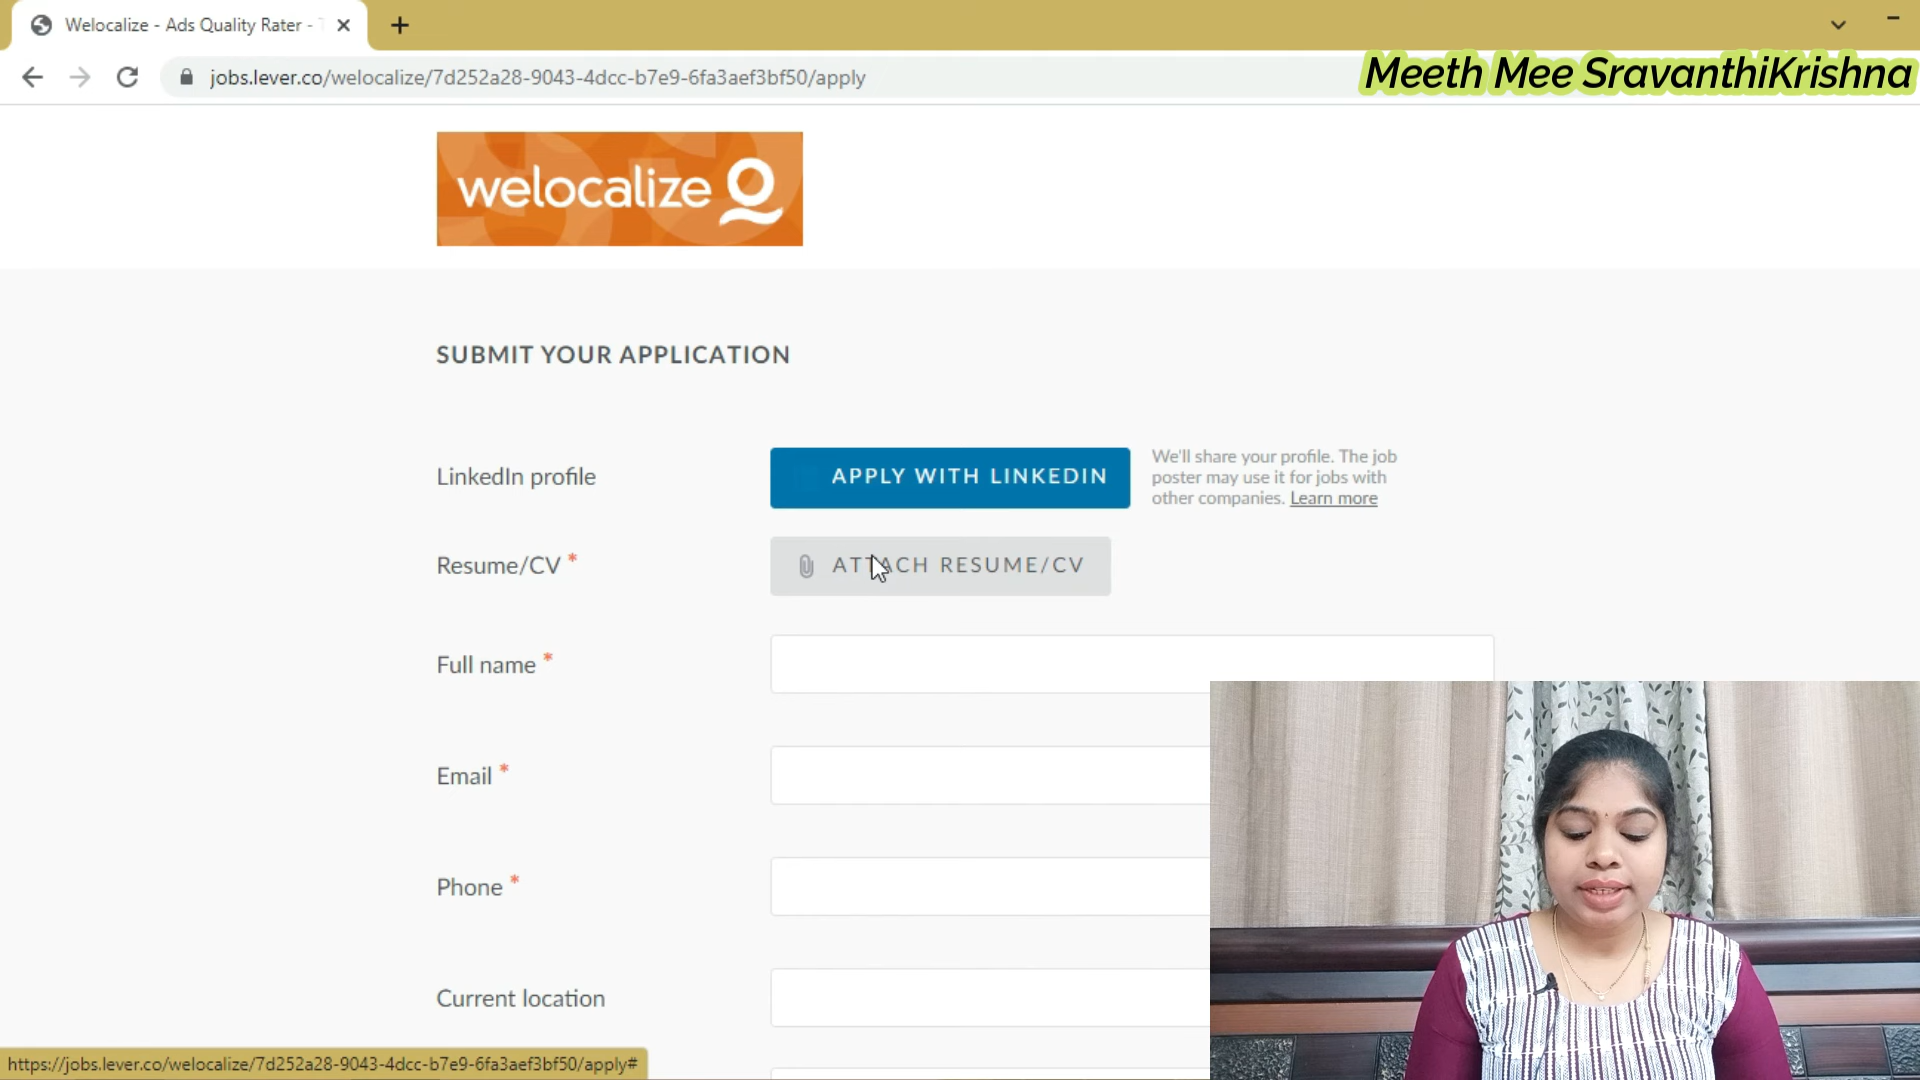 Welocalize - Ads Quality Rater -
jobs.lever.co/welocalize/7d252a28-9043-4dcc-b7e9-6fa3aef3bf50/apply
Meeth Mee SravanthiKrishna
welocalize
SUBMIT YOUR APPLICATION
LinkedIn profile
APPLY WITH LINKEDIN
We'll share your profile. The job
poster may use it for jobs with
other companies. Learn more
Resume/CV *
ATTACH RESUME/CV
Full name *
Email *
Phone *
Current location
https://jobs.lever.co/welocalize/7d252a28-9043-4dcc-b7e9-6fa3aef3bf50/apply#